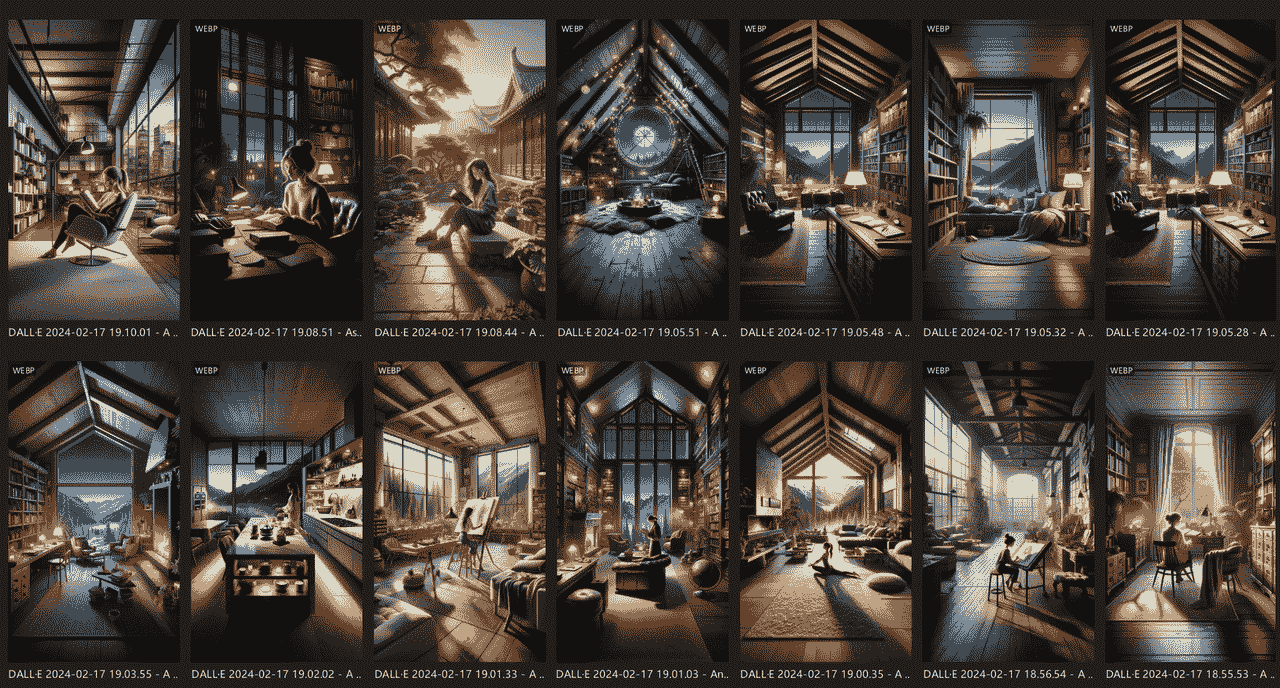 WEBP
WEBP
WEBP
WEBP
WEBP
WEBP
DALL·E 2024-02-17 19.10.01 - A ..
DALL·E 2024-02-17 19.08.51 - As..
DALL·E 2024-02-17 19.08.44 - A ..
DALL·E 2024-02-17 19.05.51 - A ..
DALL·E 2024-02-17 19.05.48 - A ..
DALL·E 2024-02-17 19.05.32 - A ..
DALL·E 2024-02-17 19.05.28 - A ..
WEBP
WEBP
WEBP
WEBP
WEBP
WEBP
WEBP
DALL·E 2024-02-17 19.03.55 - A ..
DALL·E 2024-02-17 19.02.02 - A ..
DALL·E 2024-02-17 19.01.33 - A ..
DALL·E 2024-02-17 19.01.03 - An..
DALL·E 2024-02-17 19.00.35 - A ..
DALL·E 2024-02-17 18.56.54 - A ..
DALL·E 2024-02-17 18.55.53 - A ..